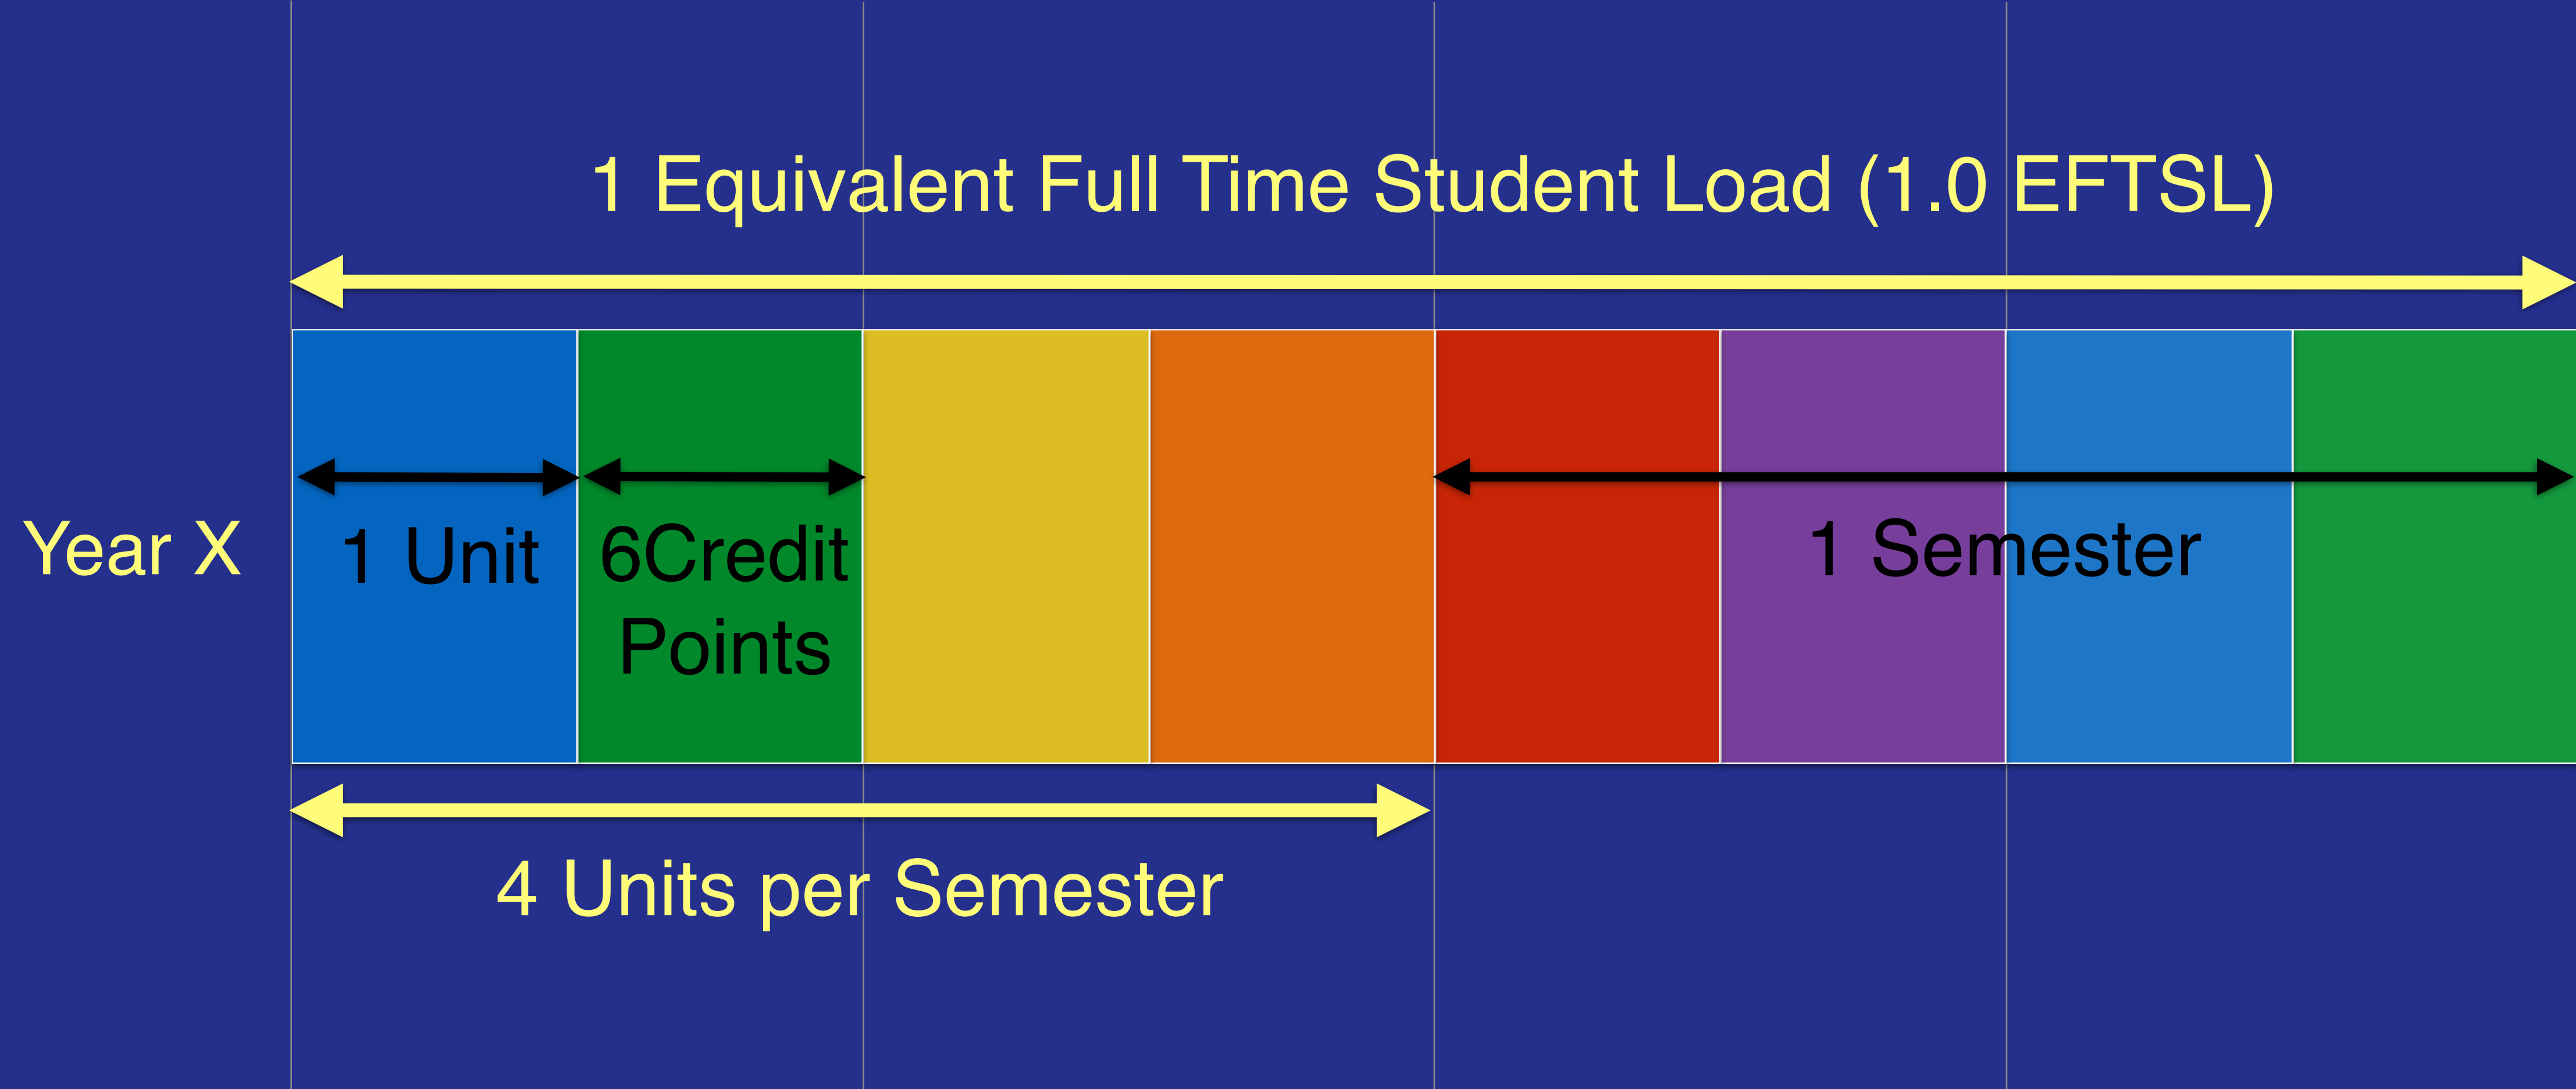 1 Equivalent Full Time Student Load (1.0 EFTSL)
Year X
1 Unit
6Credit
Points
1 Semester
4 Units per Semester